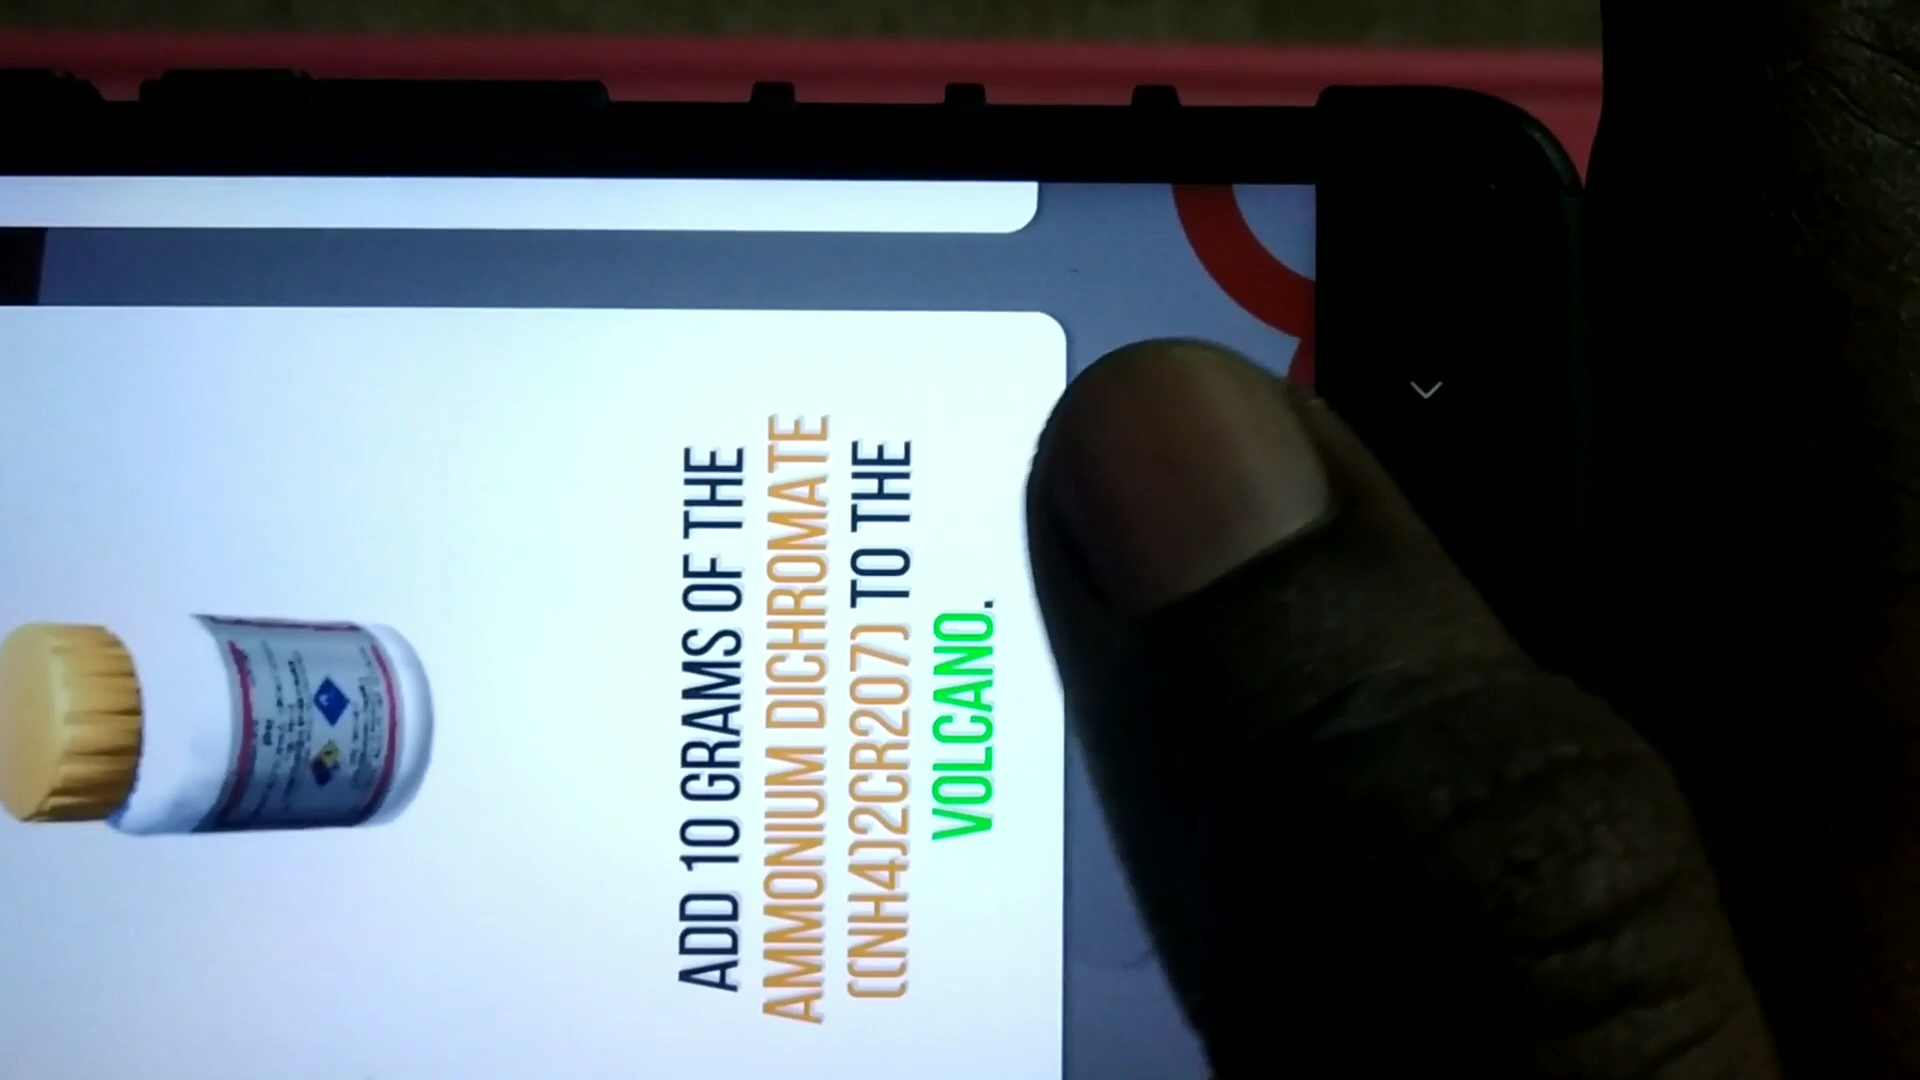 ADD 10 GRAMS OF THE
AMMONIUM DICHROMATE
((NH4)2CR2O7) TO THE
VOLCANO.